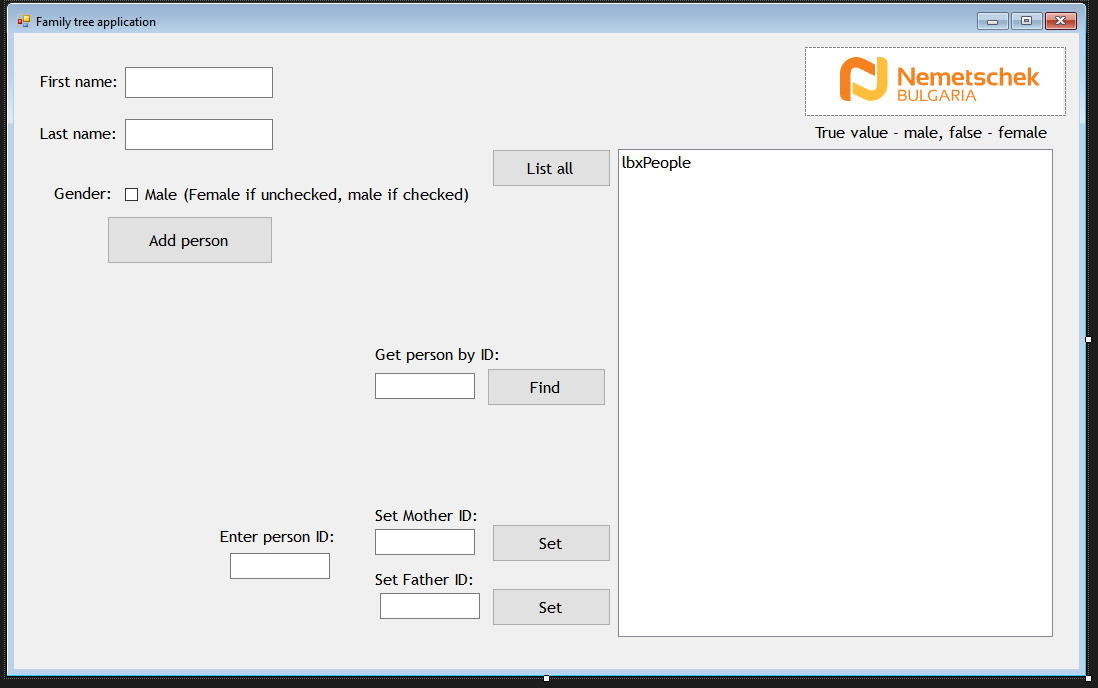 Family tree application
First name:
Nemetschek
BULGARIA
Last name:
True value - male, false - female
List all
lbxPeople
Gender:
Male (Female if unchecked, male if checked)
Add person
Get person by ID:
Find
Set Mother ID:
Enter person ID:
Set
Set Father ID:
Set